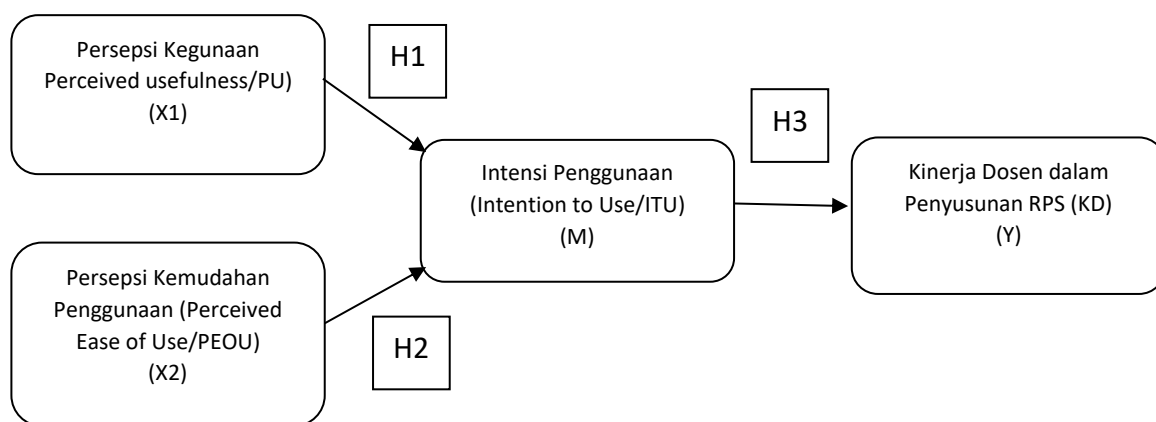 Persepsi Kegunaan
Perceived usefulness/PU)
(X1)
H1
Intensi Penggunaan
(Intention to Use/ITU)
(M)
H3
Kinerja Dosen dalam
Penyusunan RPS (KD)
(Y)
Persepsi Kemudahan
Penggunaan (Perceived
Ease of Use/PEOU)
(X2)
H2